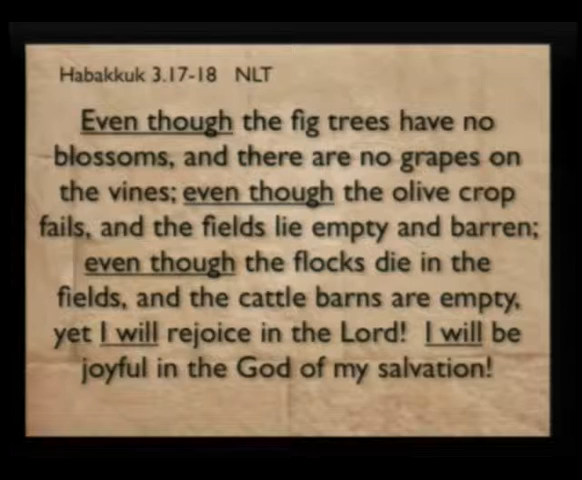 Habakkuk 3.17-18 NLT
Even though the fig trees have no
blossoms, and there are no grapes on
the vines; even though the olive crop
fails, and the fields lie empty and barren;
even though the flocks die in the
fields, and the cattle barns are empty,
yet I will rejoice in the Lord! I will be
joyful in the God of my salvation!